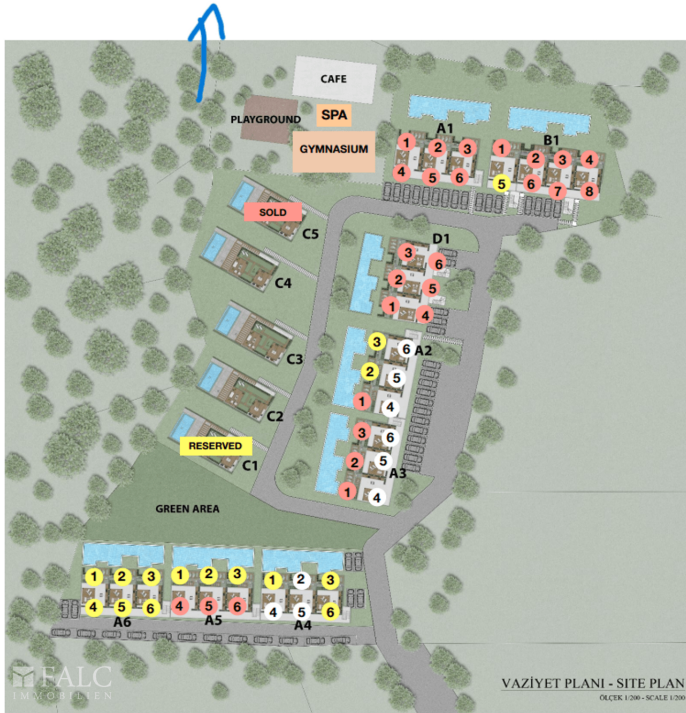 CAFE
SPA
PLAYGROUND
GYMNASIUM
A1
1 2 3
4 5 6
B1
1 2 3 4
5 6 7 8
SOLD
C5
C4
C3
C2
RESERVED
C1
D1
3 6
2 5
1 4
A2
3 6
2 5
1 4
A3
3 6
2 5
1 4
GREEN AREA
1 2 3 1 2 3 1 2 3
4 5 6 4 5 6 4 5 6
A6 A5 A4
FALC
IMMOBILIEN
VAZİYET PLANI - SITE PLAN
ÖLÇEK 1/200 - SCALE 1/200